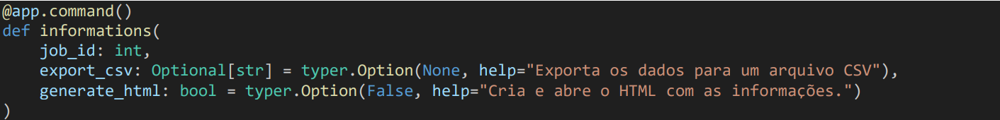 @app.command()
def informations(
    job_id: int,
    export_csv: Optional[str] = typer.Option(None, help="Exporta os dados para um arquivo CSV"),
    generate_html: bool = typer.Option(False, help="Cria e abre o HTML com as informações.")
)